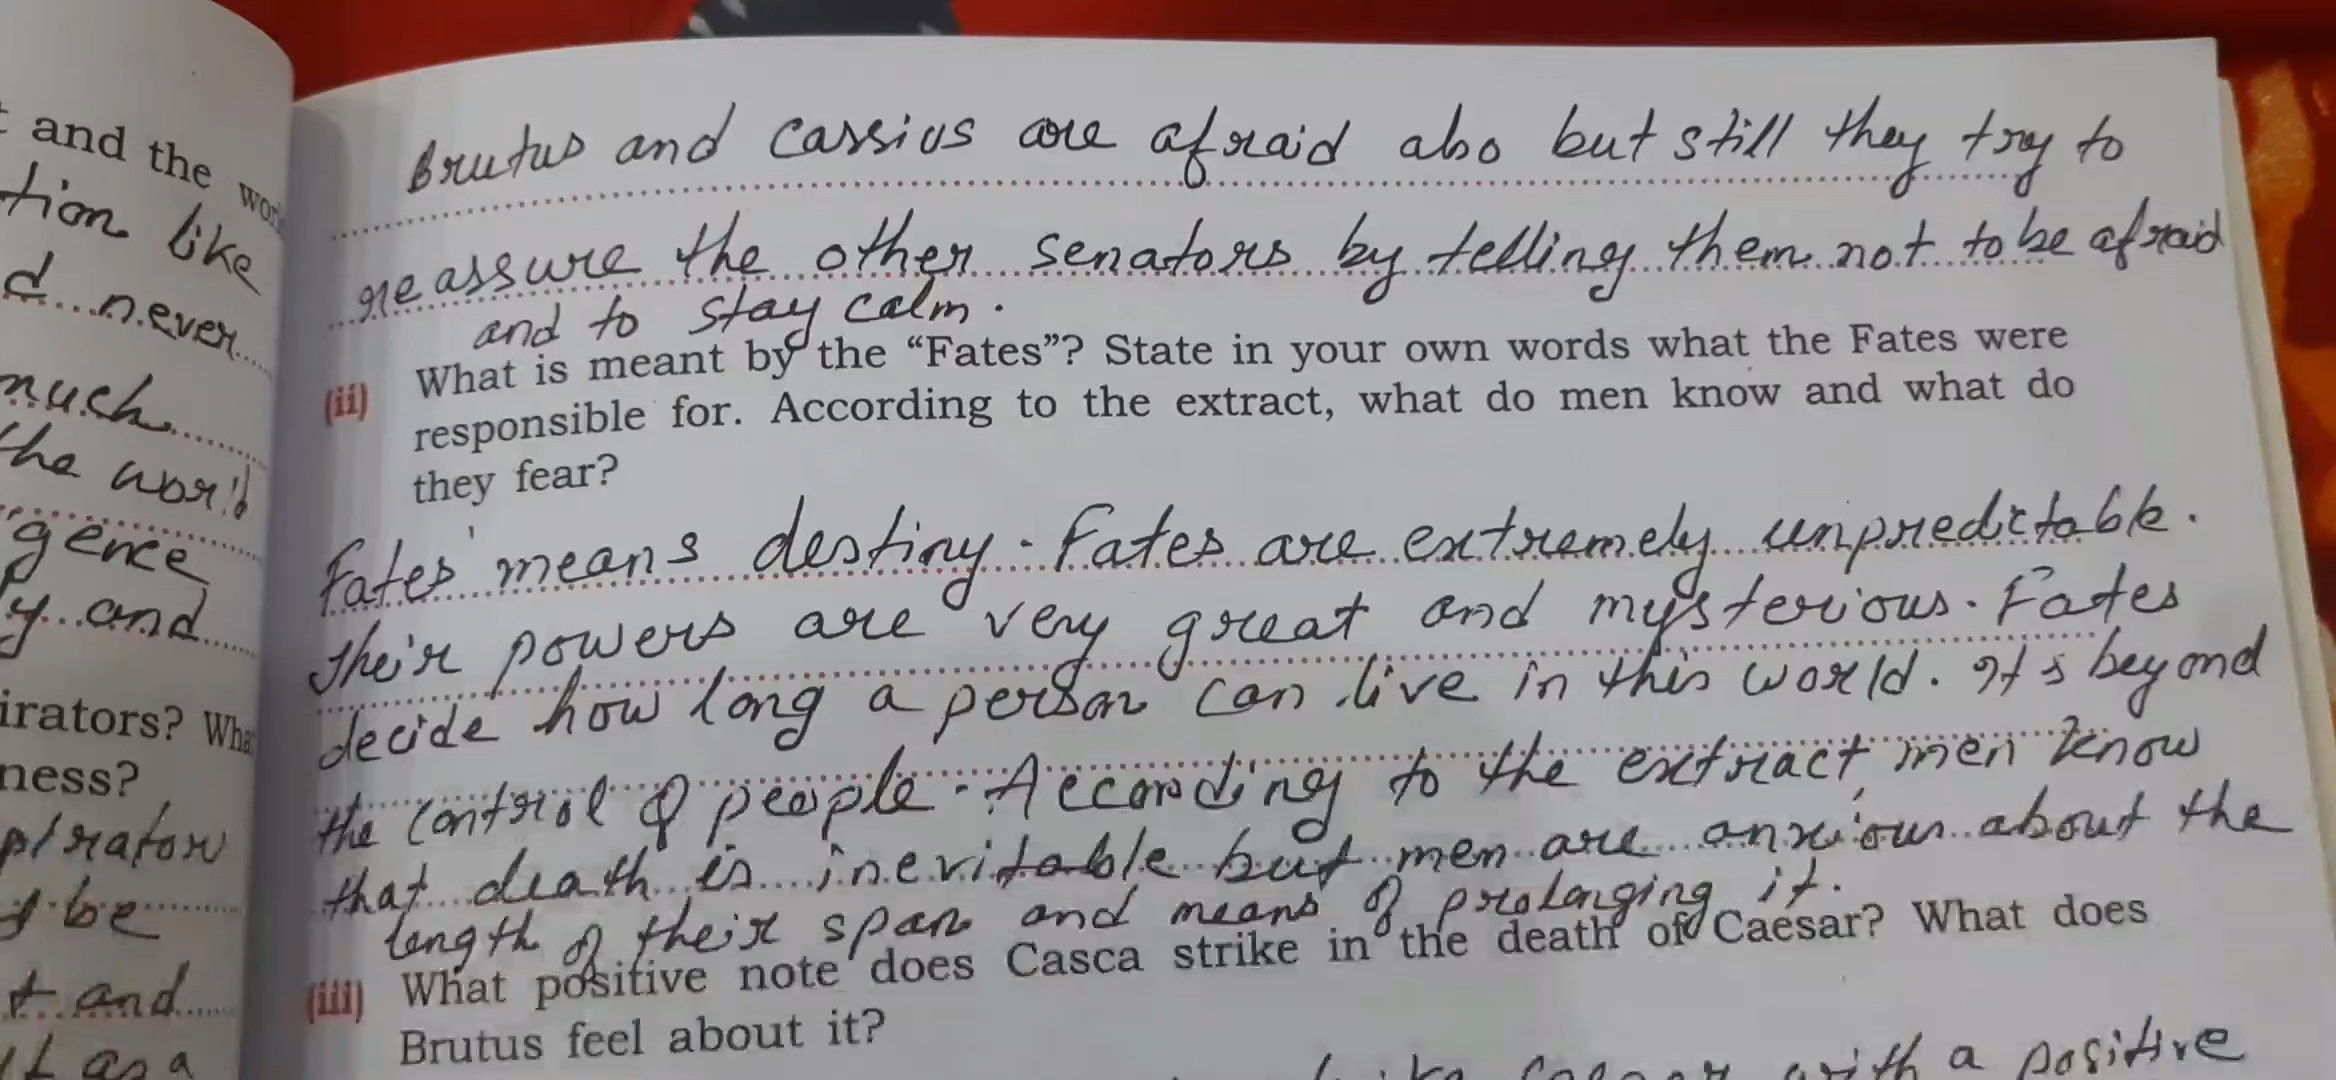 and the
tion like
d never
much
the world
gence
y and
irators? Wha
ness?
be
t and
as a
Brutus and Cassius are afraid also but still they try to
reassure the other senators by telling them not to be afraid
and to stay calm.
(ii) What is meant by the "Fates"? State in your own words what the Fates were
responsible for. According to the extract, what do men know and what do
they fear?
Fates' means destiny. Fates are extremely unpredictable.
Their powers are very great and mysterious. Fates
decide how long a person can live in this world. It s beyond
the control of people. According to the extract, men know
that death is inevitable but men are anxious about the
length of their span and means of prolonging it.
(iii) What positive note does Casca strike in the death of Caesar? What does
Brutus feel about it?
with a positive